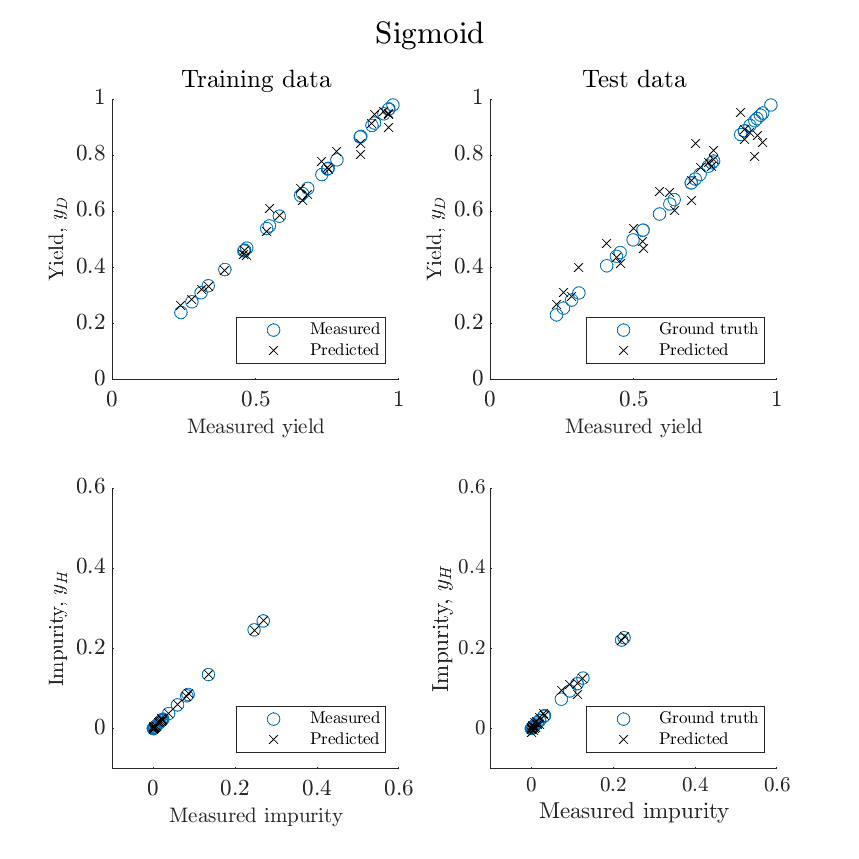 Sigmoid
Training data
Test data
1
0.8
0.6
0.4
0.2
0
Yield, y_D
0
0.5
1
Measured yield
Measured
Predicted
1
0.8
0.6
0.4
0.2
0
Yield, y_D
0
0.5
1
Measured yield
Ground truth
Predicted
0.6
0.4
0.2
0
Impurity, y_H
0
0.2
0.4
0.6
Measured impurity
Measured
Predicted
0.6
0.4
0.2
0
Impurity, y_H
0
0.2
0.4
0.6
Measured impurity
Ground truth
Predicted